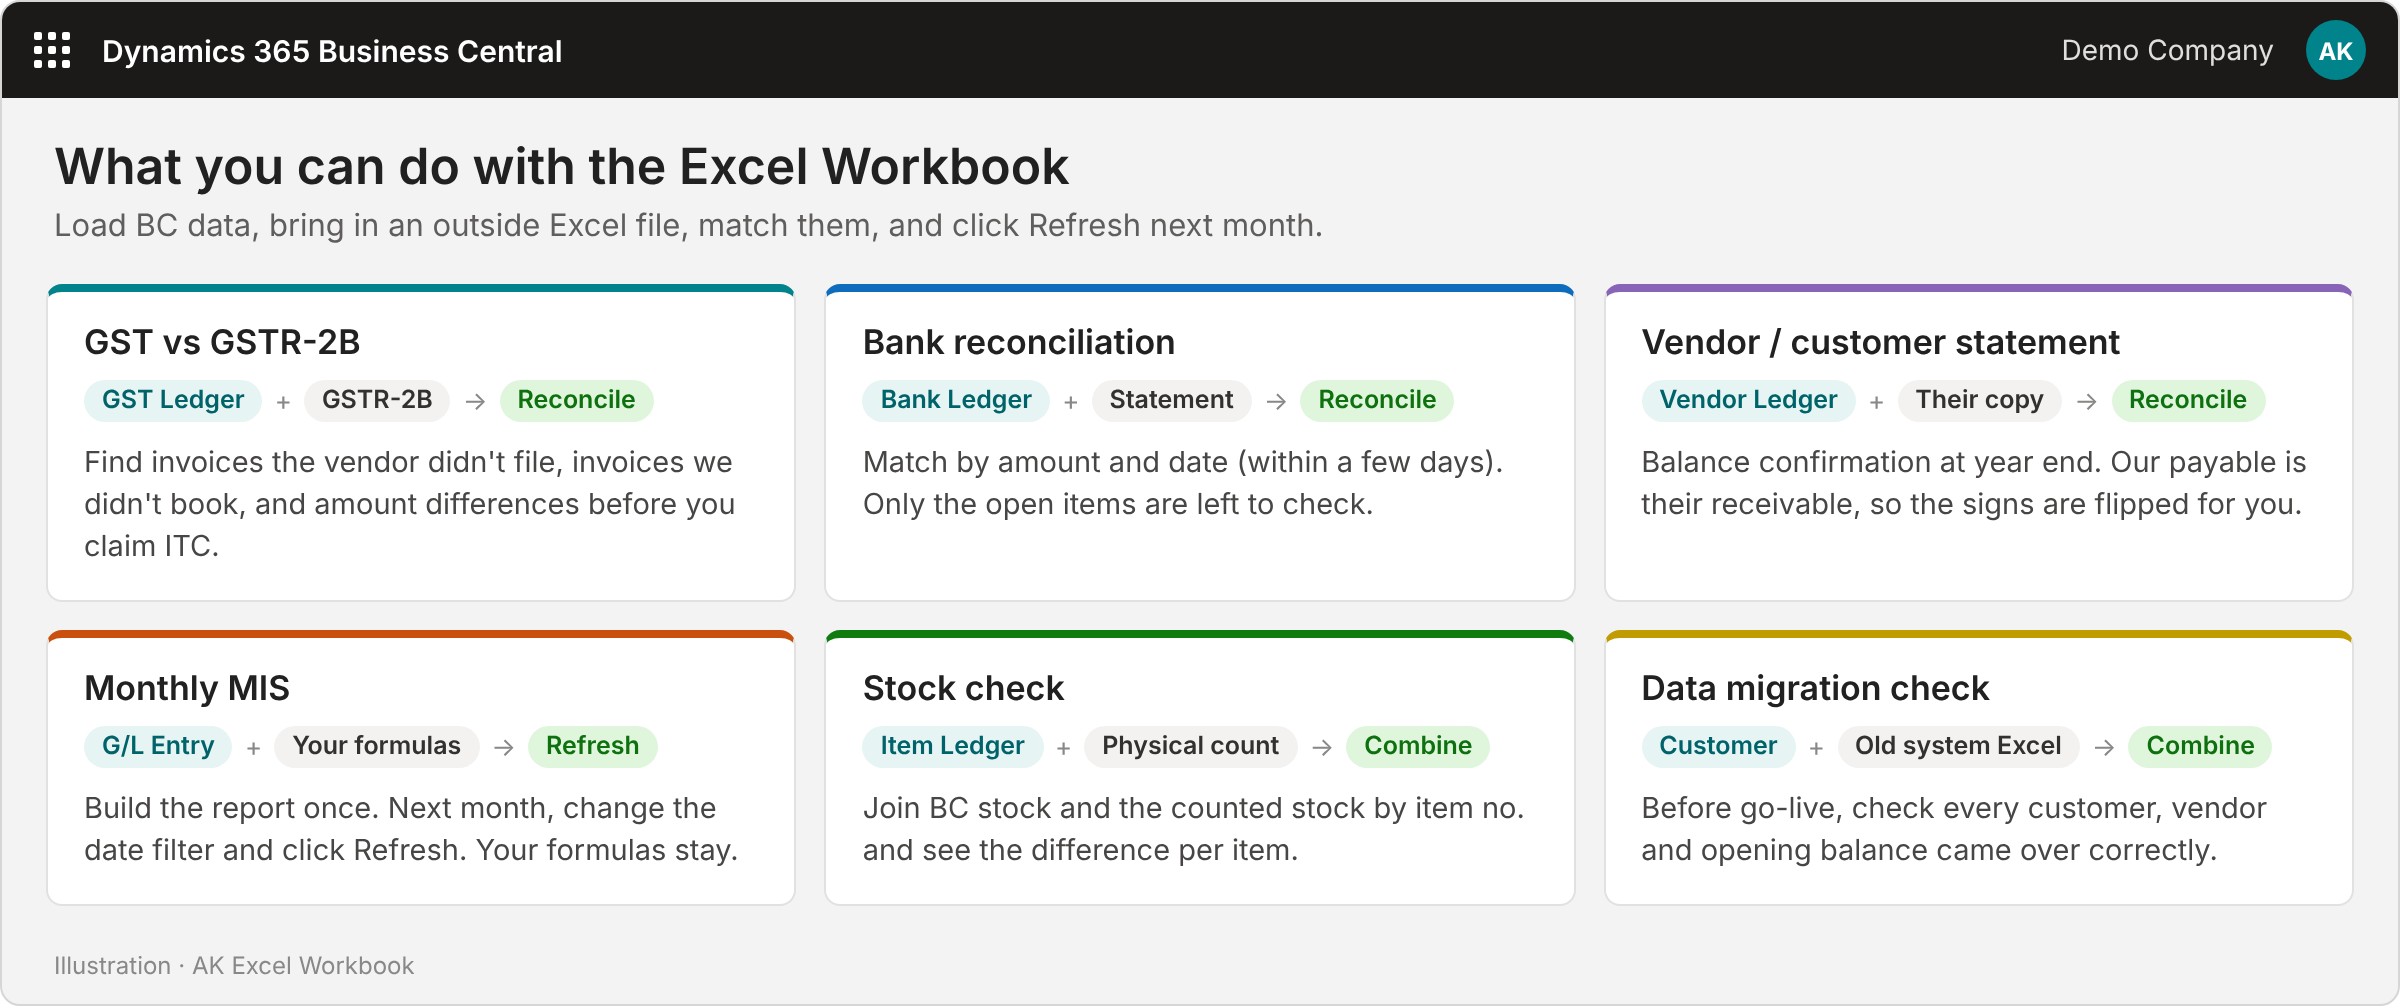 Dynamics 365 Business Central
Demo Company
AK
What you can do with the Excel Workbook
Load BC data, bring in an outside Excel file, match them, and click Refresh next month.
GST vs GSTR-2B
GST Ledger + GSTR-2B → Reconcile
Find invoices the vendor didn't file, invoices we
didn't book, and amount differences before you
claim ITC.
Bank reconciliation
Bank Ledger + Statement → Reconcile
Match by amount and date (within a few days).
Only the open items are left to check.
Vendor / customer statement
Vendor Ledger + Their copy → Reconcile
Balance confirmation at year end. Our payable is
their receivable, so the signs are flipped for you.
Monthly MIS
G/L Entry + Your formulas → Refresh
Build the report once. Next month, change the
date filter and click Refresh. Your formulas stay.
Stock check
Item Ledger + Physical count → Combine
Join BC stock and the counted stock by item no.
and see the difference per item.
Data migration check
Customer + Old system Excel → Combine
Before go-live, check every customer, vendor
and opening balance came over correctly.
Illustration · AK Excel Workbook